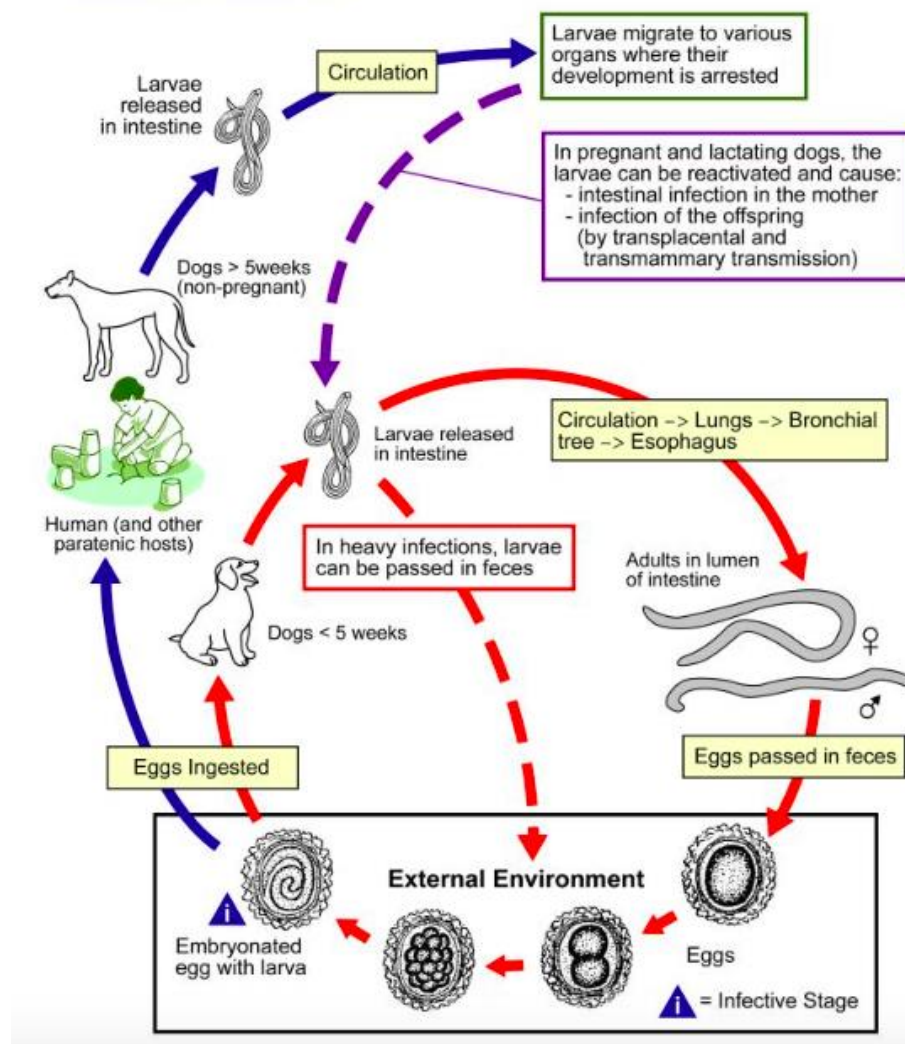 Larvae migrate to various
organs where their
development is arrested
Circulation
Larvae
released
in intestine
In pregnant and lactating dogs, the
larvae can be reactivated and cause:
- intestinal infection in the mother
- infection of the offspring
(by transplacental and
transmammary transmission)
Dogs > 5weeks
(non-pregnant)
Circulation –> Lungs –> Bronchial
tree –> Esophagus
Larvae released
in intestine
Human (and other
paratenic hosts)
In heavy infections, larvae
can be passed in feces
Adults in lumen
of intestine
♀
Dogs < 5 weeks
♂
Eggs Ingested
Eggs passed in feces
External Environment
i
Embryonated
egg with larva
Eggs
i = Infective Stage